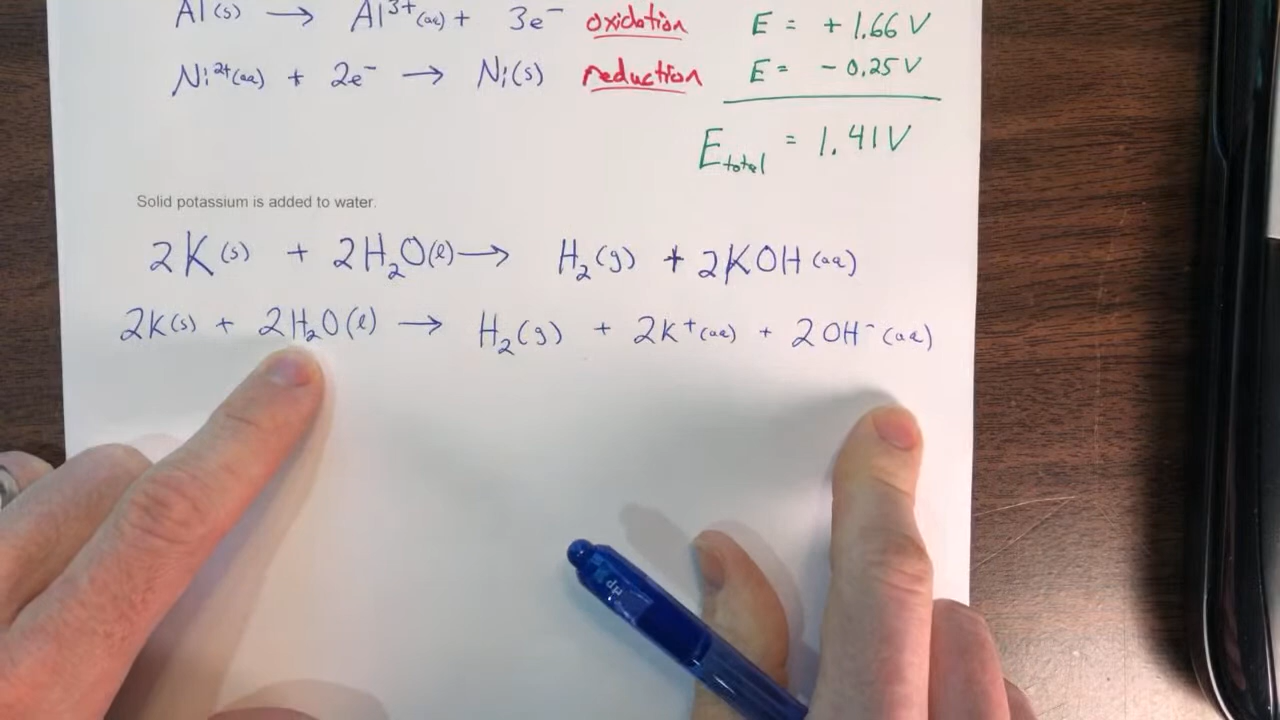 Al(s) → Al³⁺(aq) + 3e⁻ oxidation E = +1.66 V
Ni²⁺(aq) + 2e⁻ → Ni(s) reduction E = -0.25 V
E total = 1.41 V
Solid potassium is added to water.
2K(s) + 2H₂O(l) → H₂(g) + 2KOH(aq)
2K(s) + 2H₂O(l) → H₂(g) + 2K⁺(aq) + 2OH⁻(aq)